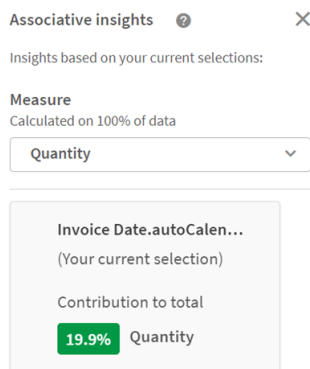 Associative insights ?
Insights based on your current selections:
Measure
Calculated on 100% of data
Quantity
Invoice Date.autoCalen...
(Your current selection)
Contribution to total
19.9% Quantity